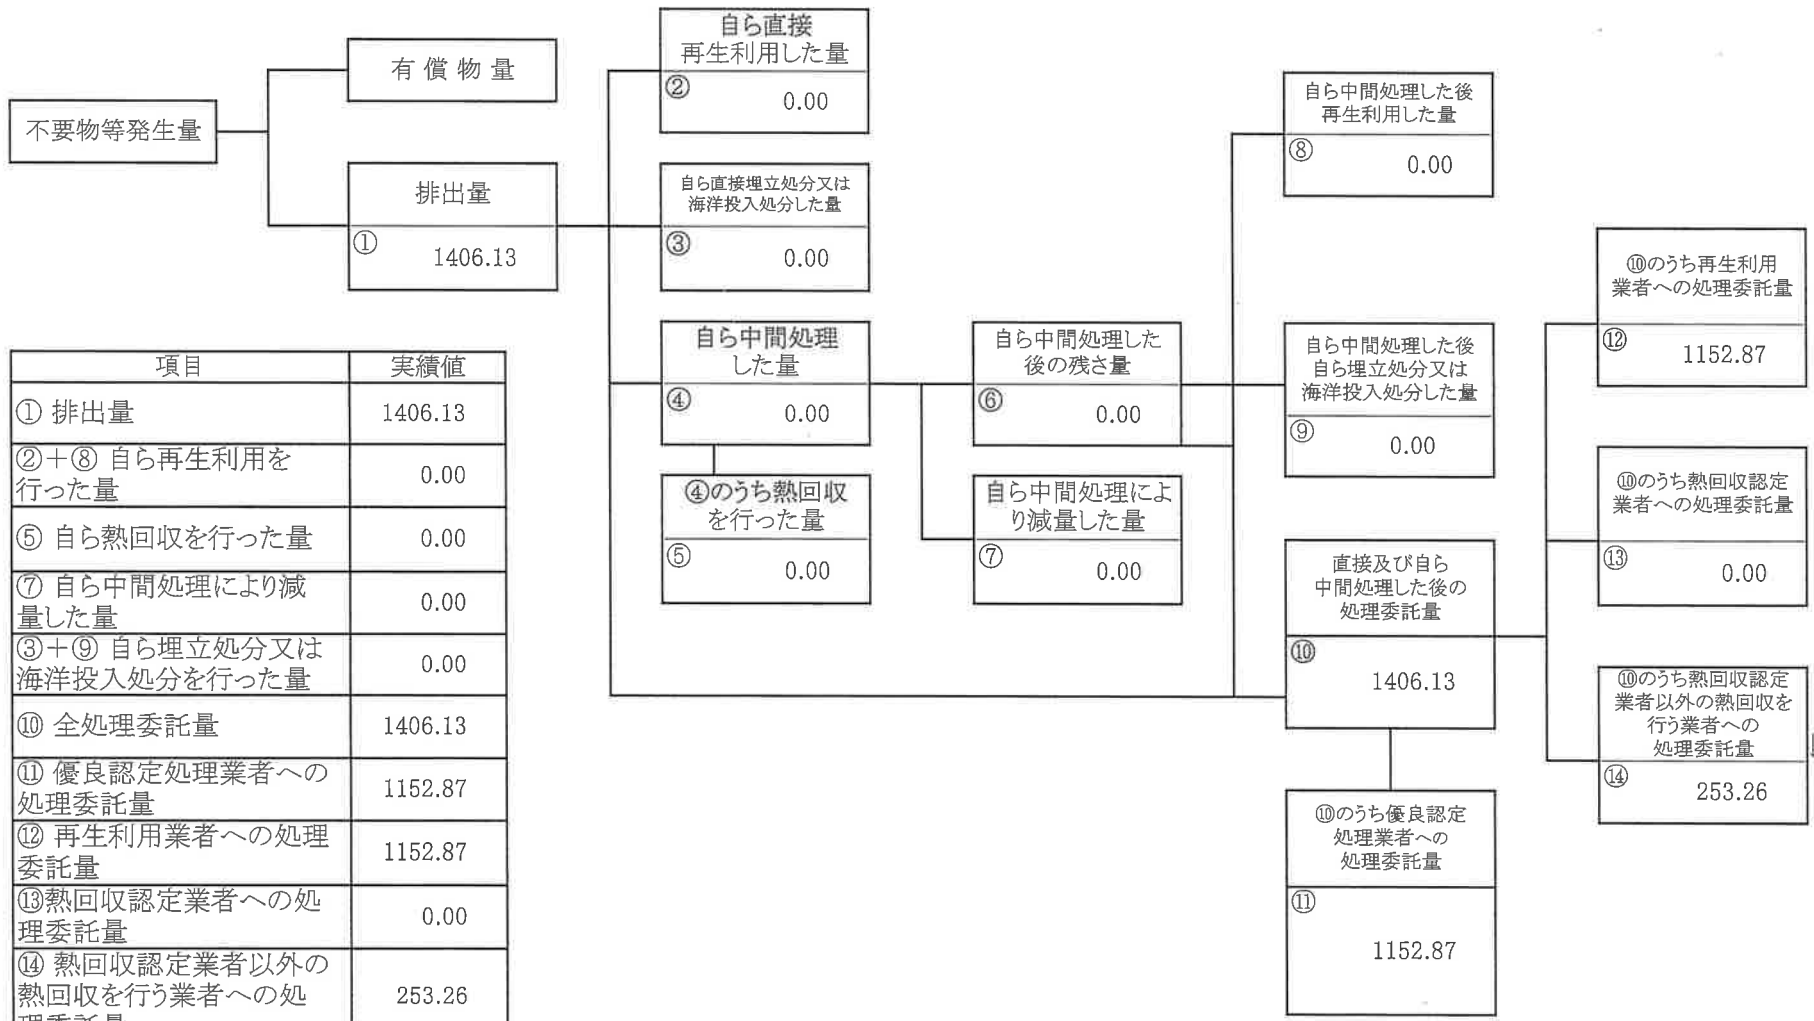 不要物等発生量
有償物量
排出量
①
1406.13
自ら直接
再生利用した量
②
0.00
自ら直接埋立処分又は
海洋投入処分した量
③
0.00
自ら中間処理
した量
④
0.00
④のうち熱回収
を行った量
⑤
0.00
自ら中間処理した
後の残さ量
⑥
0.00
自ら中間処理によ
り減量した量
⑦
0.00
自ら中間処理した後
再生利用した量
⑧
0.00
自ら中間処理した後
自ら埋立処分又は
海洋投入処分した量
⑨
0.00
直接及び自ら
中間処理した後の
処理委託量
⑩
1406.13
⑩のうち優良認定
処理業者への
処理委託量
⑪
1152.87
⑩のうち再生利用
業者への処理委託量
⑫
1152.87
⑩のうち熱回収認定
業者への処理委託量
⑬
0.00
⑩のうち熱回収認定
業者以外の熱回収を
行う業者への
処理委託量
⑭
253.26
項目 実績値
① 排出量 1406.13
②+⑧ 自ら再生利用を
行った量 0.00
⑤ 自ら熱回収を行った量 0.00
⑦ 自ら中間処理により減
量した量 0.00
③+⑨ 自ら埋立処分又は
海洋投入処分を行った量 0.00
⑩ 全処理委託量 1406.13
⑪ 優良認定処理業者への
処理委託量 1152.87
⑫ 再生利用業者への処理
委託量 1152.87
⑬熱回収認定業者への処
理委託量 0.00
⑭ 熱回収認定業者以外の
熱回収を行う業者への処 253.26
理委託量